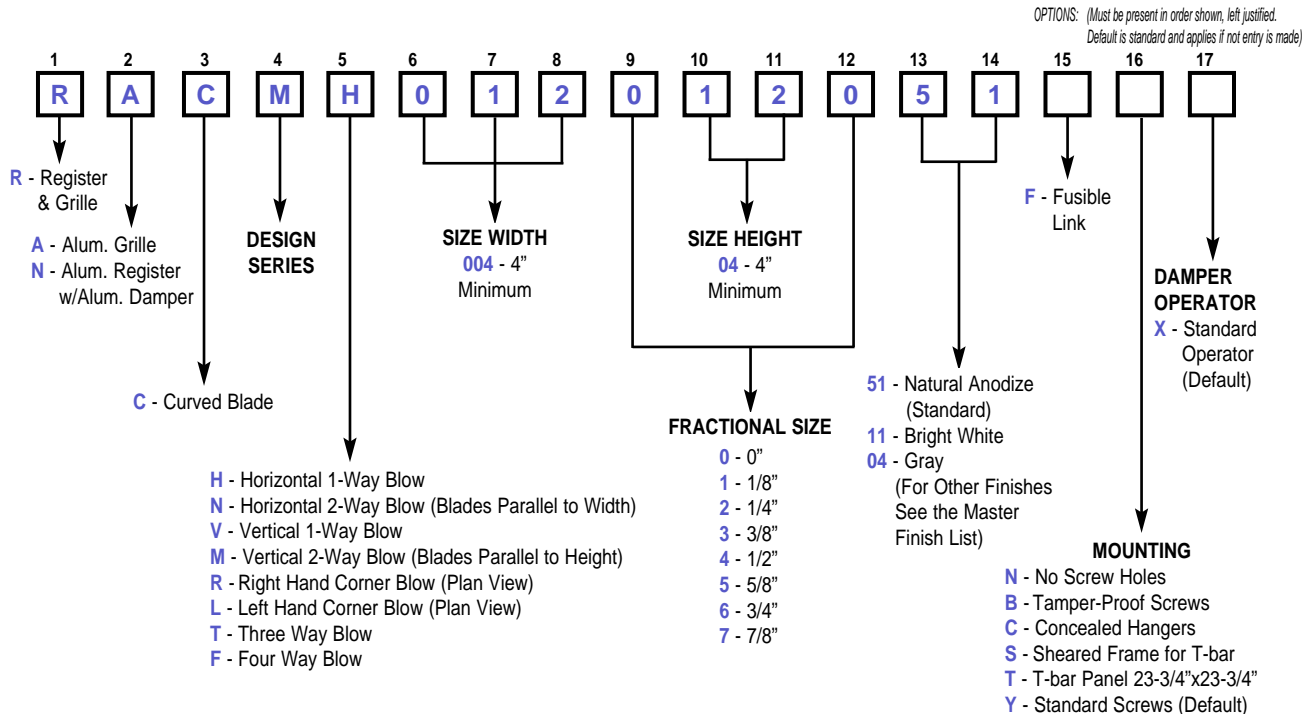 OPTIONS: (Must be present in order shown, left justified.
Default is standard and applies if not entry is made)
1 2 3 4 5 6 7 8 9 10 11 12 13 14 15 16 17
R A C M H 0 1 2 0 1 2 0 5 1
R - Register
& Grille
A - Alum. Grille
N - Alum. Register
w/Alum. Damper
C - Curved Blade
DESIGN
SERIES
H - Horizontal 1-Way Blow
N - Horizontal 2-Way Blow (Blades Parallel to Width)
V - Vertical 1-Way Blow
M - Vertical 2-Way Blow (Blades Parallel to Height)
R - Right Hand Corner Blow (Plan View)
L - Left Hand Corner Blow (Plan View)
T - Three Way Blow
F - Four Way Blow
SIZE WIDTH
004 - 4”
Minimum
SIZE HEIGHT
04 - 4”
Minimum
FRACTIONAL SIZE
0 - 0”
1 - 1/8”
2 - 1/4”
3 - 3/8”
4 - 1/2”
5 - 5/8”
6 - 3/4”
7 - 7/8”
51 - Natural Anodize
(Standard)
11 - Bright White
04 - Gray
(For Other Finishes
See the Master
Finish List)
F - Fusible
Link
MOUNTING
N - No Screw Holes
B - Tamper-Proof Screws
C - Concealed Hangers
S - Sheared Frame for T-bar
T - T-bar Panel 23-3/4”x23-3/4”
Y - Standard Screws (Default)
DAMPER
OPERATOR
X - Standard
Operator
(Default)